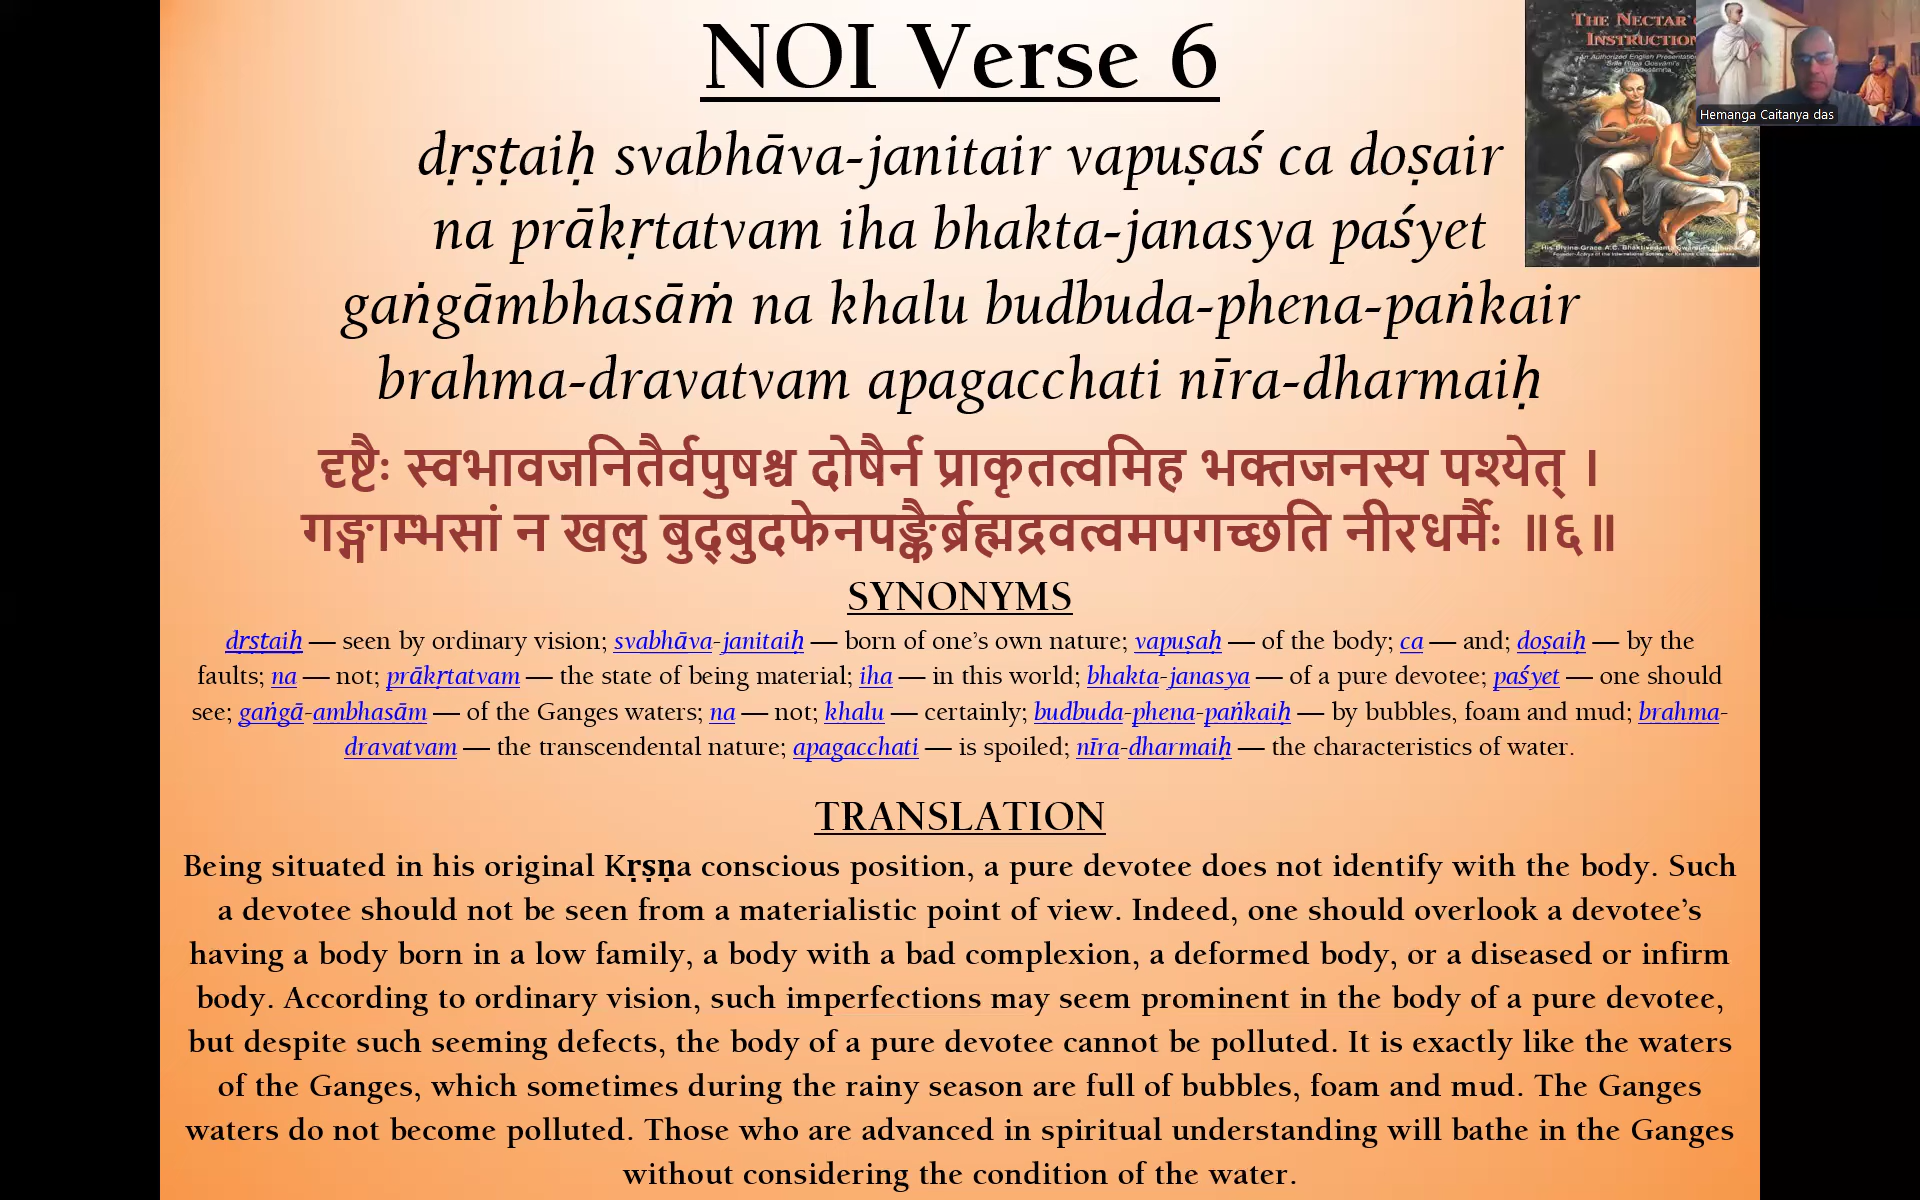 NOI Verse 6
THE NECTAR
INSTRUCTION
Hemanga Caitanya das
dṛṣṭaiḥ svabhāva-janitair vapuṣaś ca doṣair
na prākṛtatvam iha bhakta-janasya paśyet
gaṅgāmbhasāṁ na khalu budbuda-phena-paṅkair
brahma-dravatvam apagacchati nīra-dharmaiḥ
दृष्टैः स्वभावजनितैर्वपुषश्च दोषैर्न प्राकृतत्वमिह भक्तजनस्य पश्येत् ।
गङ्गाम्भसां न खलु बुद्‌बुदफेनपङ्कैर्ब्रह्मद्रवत्वमपगच्छति नीरधर्मैः ॥६॥
SYNONYMS
dṛṣṭaiḥ — seen by ordinary vision; svabhāva-janitaiḥ — born of one’s own nature; vapuṣaḥ — of the body; ca — and; doṣaiḥ — by the
faults; na — not; prākṛtatvam — the state of being material; iha — in this world; bhakta-janasya — of a pure devotee; paśyet — one should
see; gaṅgā-ambhasām — of the Ganges waters; na — not; khalu — certainly; budbuda-phena-paṅkaiḥ — by bubbles, foam and mud; brahma-
dravatvam — the transcendental nature; apagacchati — is spoiled; nīra-dharmaiḥ — the characteristics of water.
TRANSLATION
Being situated in his original Kṛṣṇa conscious position, a pure devotee does not identify with the body. Such
a devotee should not be seen from a materialistic point of view. Indeed, one should overlook a devotee’s
having a body born in a low family, a body with a bad complexion, a deformed body, or a diseased or infirm
body. According to ordinary vision, such imperfections may seem prominent in the body of a pure devotee,
but despite such seeming defects, the body of a pure devotee cannot be polluted. It is exactly like the waters
of the Ganges, which sometimes during the rainy season are full of bubbles, foam and mud. The Ganges
waters do not become polluted. Those who are advanced in spiritual understanding will bathe in the Ganges
without considering the condition of the water.